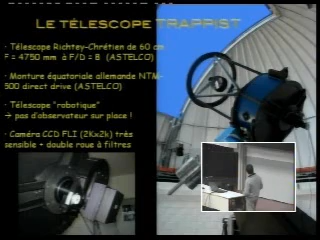 LE TÉLESCOPE TRAPPIST
• Télescope Richtey-Chrétien de 60 cm
F = 4750 mm à F/D = 8 (ASTELCO)
• Monture équatoriale allemande NTM-
500 direct drive (ASTELCO)
• Télescope "robotique"
→ pas d'observateur sur place !
• Caméra CCD FLI (2Kx2k) très
sensible + double roue à filtres